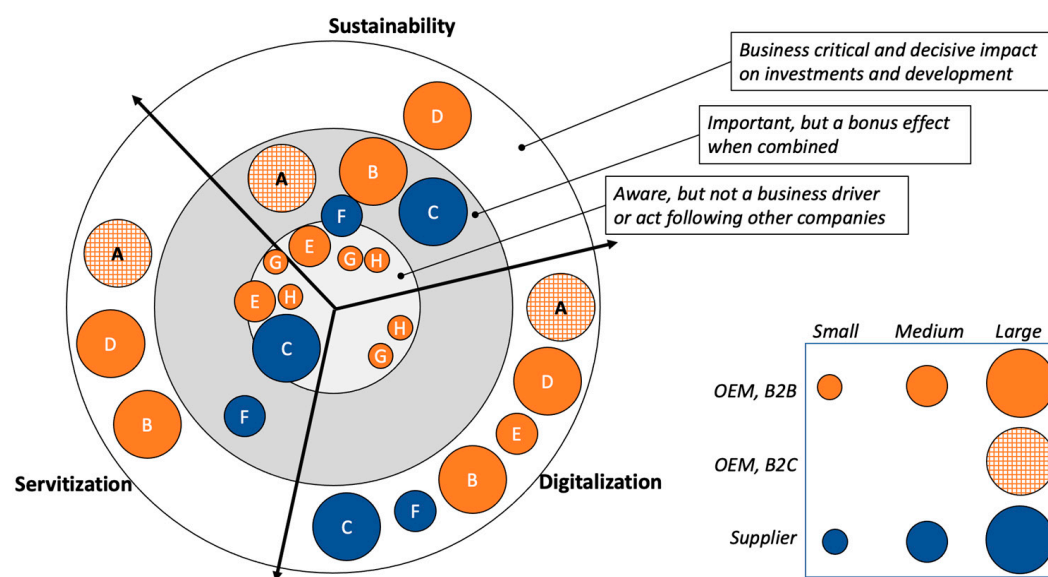 Sustainability
Business critical and decisive impact
on investments and development
Important, but a bonus effect
when combined
Aware, but not a business driver
or act following other companies
D
B
A
C
F
E
G
G
H
A
E
H
C
D
B
F
A
H
G
D
E
B
F
C
Servitization
Digitalization
Small Medium Large
OEM, B2B
OEM, B2C
Supplier